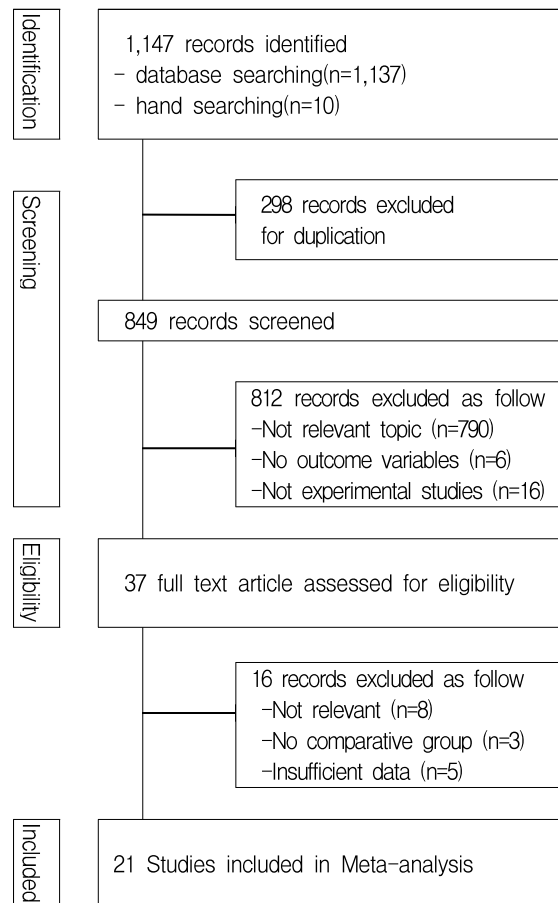 Identification
1,147 records identified
- database searching(n=1,137)
- hand searching(n=10)
Screening
298 records excluded
for duplication
849 records screened
812 records excluded as follow
-Not relevant topic (n=790)
-No outcome variables (n=6)
-Not experimental studies (n=16)
Eligibility
37 full text article assessed for eligibility
16 records excluded as follow
-Not relevant (n=8)
-No comparative group (n=3)
-Insufficient data (n=5)
Included
21 Studies included in Meta-analysis